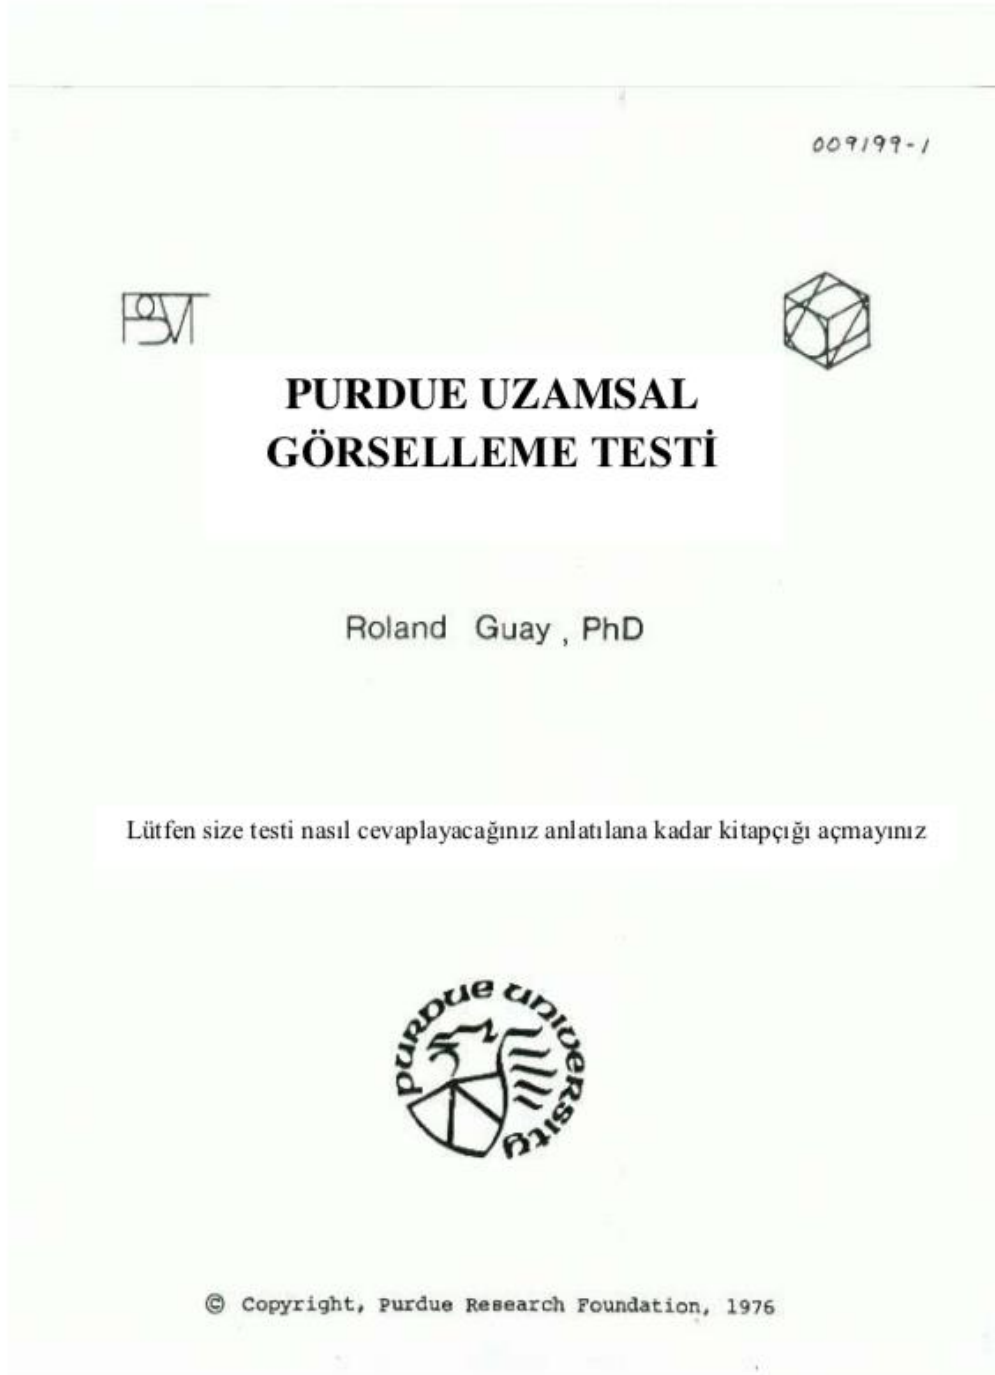 009199-1
PSVT
PURDUE UZAMSAL
GÖRSELLEME TESTİ
Roland Guay, PhD
Lütfen size testi nasıl cevaplayacağınız anlatılana kadar kitapçığı açmayınız
PURDUE UNIVERSITY
© Copyright, Purdue Research Foundation, 1976